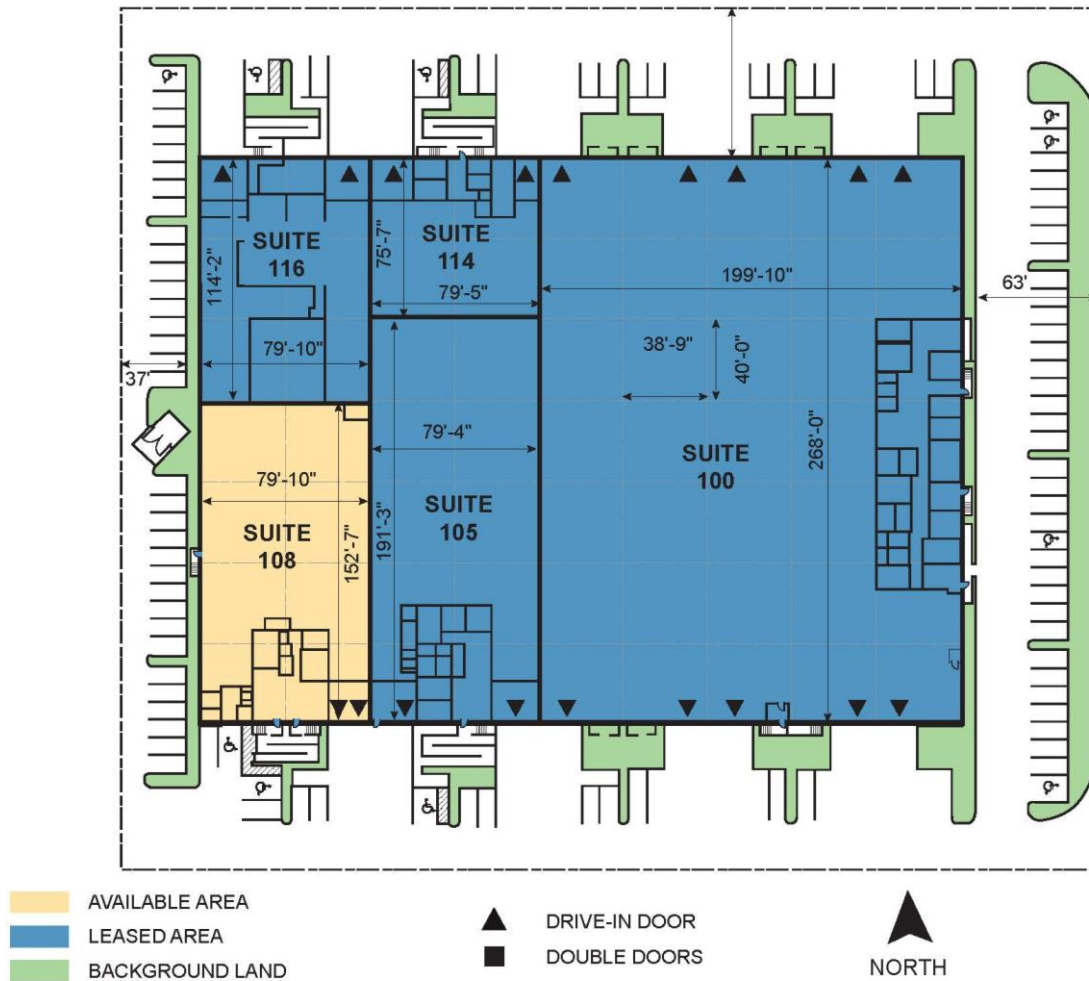 SUITE
116
114'-2"
79'-10"
SUITE
114
75'-7"
79'-5"
199'-10"
63'
38'-9"
40'-0"
268'-0"
SUITE
100
37'
79'-10"
SUITE
108
152'-7"
79'-4"
SUITE
105
191'-3"
AVAILABLE AREA
LEASED AREA
BACKGROUND LAND
DRIVE-IN DOOR
DOUBLE DOORS
NORTH